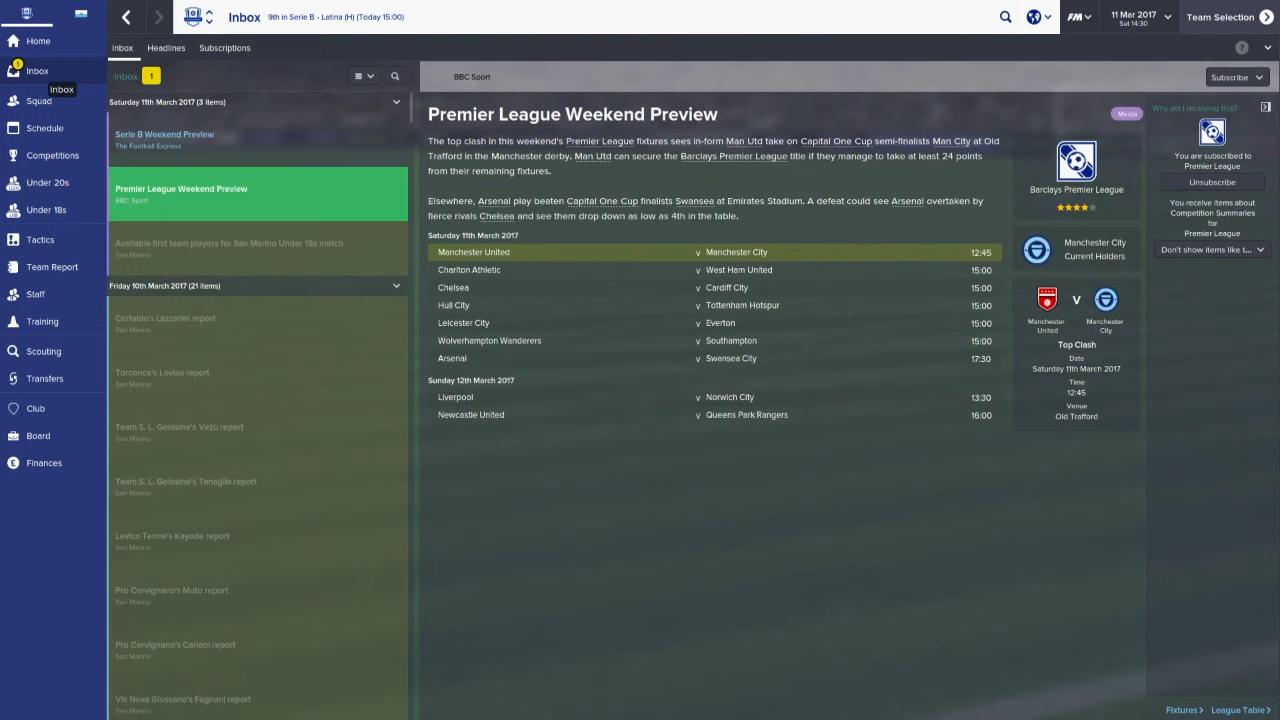 Inbox
9th in Serie B - Latina (H) (Today 15:00)
FM
11 Mar 2017
Sat 14:30
Team Selection
Home
1
Inbox
Inbox
Squad
Schedule
Competitions
Under 20s
Under 18s
Tactics
Team Report
Staff
Training
Scouting
Transfers
Club
Board
Finances
Inbox
Headlines
Subscriptions
Inbox
1
Saturday 11th March 2017 (3 items)
Serie B Weekend Preview
The Football Express
Premier League Weekend Preview
BBC Sport
Available first team players for San Marino Under 18s match
San Marino
Friday 10th March 2017 (21 items)
Certaldo's Lazzarini report
San Marino
Torconca's Loviso report
San Marino
Team S. L. Golosine's Vezù report
San Marino
Team S. L. Golosine's Tanaglia report
San Marino
Levico Terme's Kayode report
San Marino
Pro Cervignano's Muto report
San Marino
Pro Cervignano's Carioni report
San Marino
Vis Nova Giussano's Fagnani report
San Marino
BBC Sport
Subscribe
Premier League Weekend Preview
Media
The top clash in this weekend's Premier League fixtures sees in-form Man Utd take on Capital One Cup semi-finalists Man City at Old
Trafford in the Manchester derby. Man Utd can secure the Barclays Premier League title if they manage to take at least 24 points
from their remaining fixtures.
Elsewhere, Arsenal play beaten Capital One Cup finalists Swansea at Emirates Stadium. A defeat could see Arsenal overtaken by
fierce rivals Chelsea and see them drop down as low as 4th in the table.
Saturday 11th March 2017
Manchester United v Manchester City 12:45
Charlton Athletic v West Ham United 15:00
Chelsea v Cardiff City 15:00
Hull City v Tottenham Hotspur 15:00
Leicester City v Everton 15:00
Wolverhampton Wanderers v Southampton 15:00
Arsenal v Swansea City 17:30
Sunday 12th March 2017
Liverpool v Norwich City 13:30
Newcastle United v Queens Park Rangers 16:00
Barclays Premier League
Manchester City
Current Holders
V
Manchester
United
Manchester
City
Top Clash
Date
Saturday 11th March 2017
Time
12:45
Venue
Old Trafford
Why am I receiving this?
You are subscribed to
Premier League
Unsubscribe
You receive items about
Competition Summaries
for
Premier League
Don't show items like t...
Fixtures
League Table